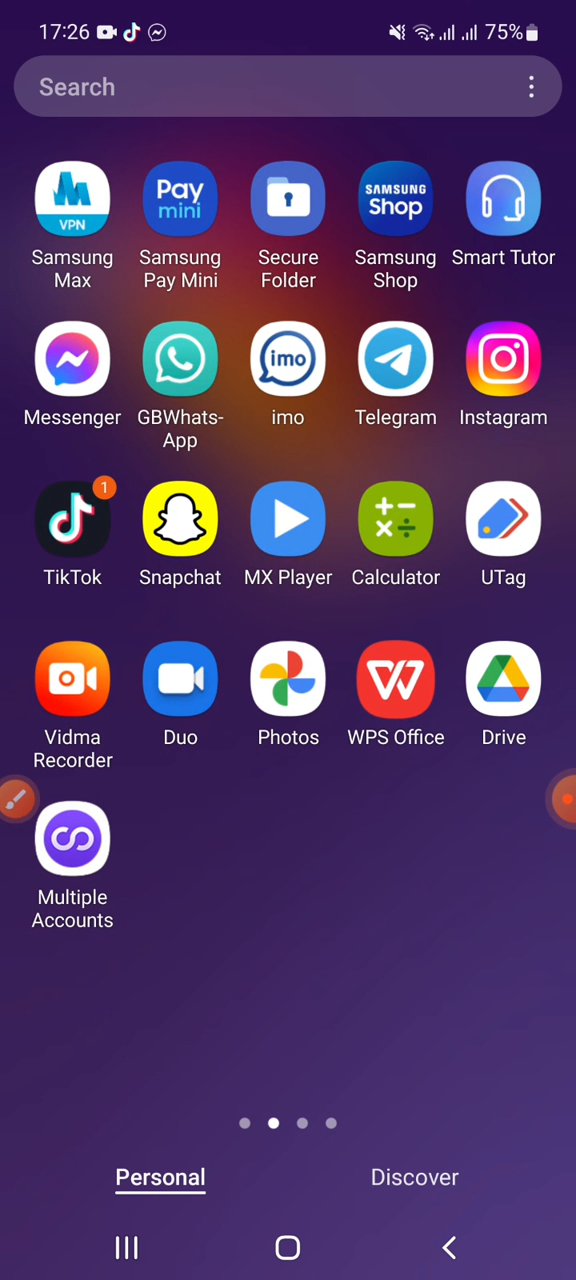 17:26 75%
Search
VPN
Pay
mini
SAMSUNG
Shop
Samsung
Max
Samsung
Pay Mini
Secure
Folder
Samsung
Shop
Smart Tutor
imo
Messenger
GBWhats-
App
imo
Telegram
Instagram
1
TikTok
Snapchat
MX Player
Calculator
UTag
Vidma
Recorder
Duo
Photos
WPS Office
Drive
Multiple
Accounts
Personal
Discover